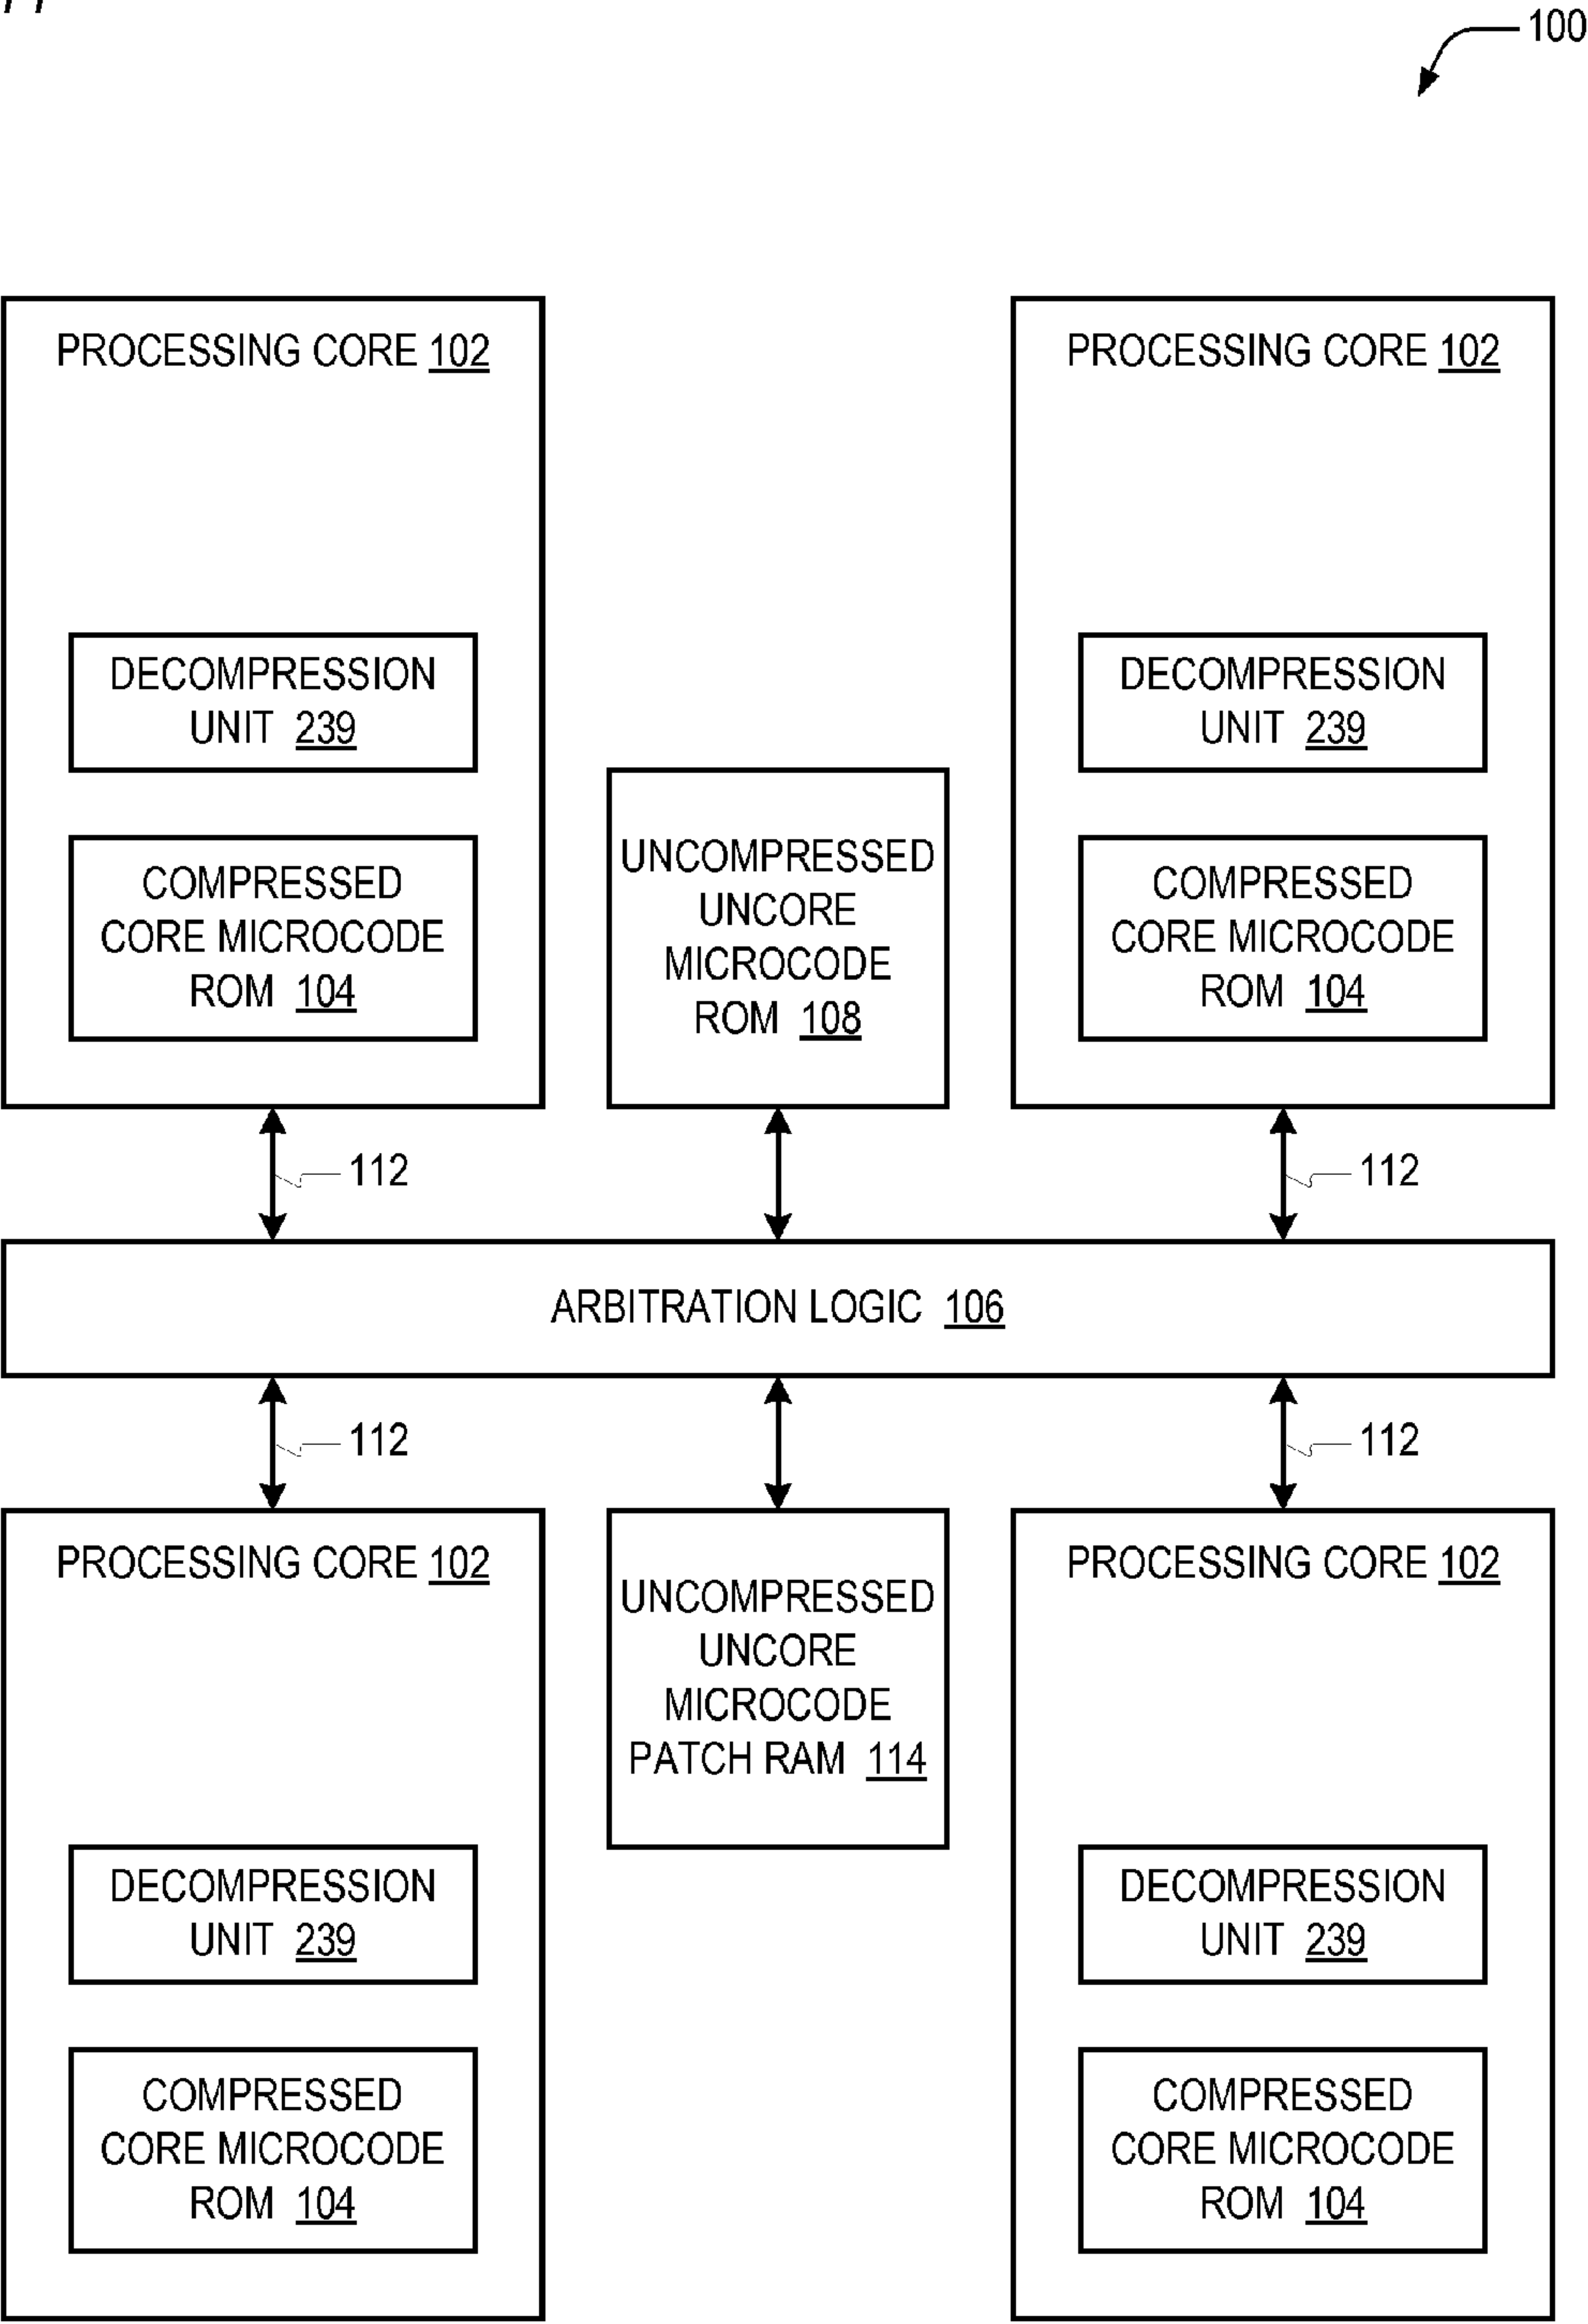 100
PROCESSING CORE 102
DECOMPRESSION
UNIT 239
COMPRESSED
CORE MICROCODE
ROM 104
UNCOMPRESSED
UNCORE
MICROCODE
ROM 108
PROCESSING CORE 102
DECOMPRESSION
UNIT 239
COMPRESSED
CORE MICROCODE
ROM 104
112
112
ARBITRATION LOGIC 106
112
112
PROCESSING CORE 102
DECOMPRESSION
UNIT 239
COMPRESSED
CORE MICROCODE
ROM 104
UNCOMPRESSED
UNCORE
MICROCODE
PATCH RAM 114
PROCESSING CORE 102
DECOMPRESSION
UNIT 239
COMPRESSED
CORE MICROCODE
ROM 104